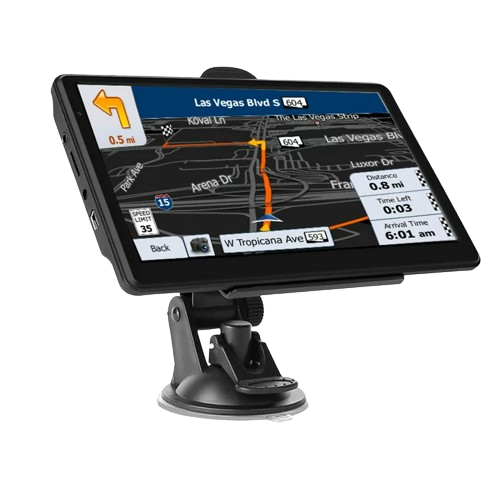 Las Vegas Blvd S 604
0.5 mi
Koval Ln
The Las Vegas Strip
604
Las Vegas Blv
Luxor Dr
Park Ave
Arena Dr
Fra
Distance
0.8 mi
15
Time Left
0:03
SPEED
LIMIT
35
Arrival Time
6:01 am
Back
W Tropicana Ave 593